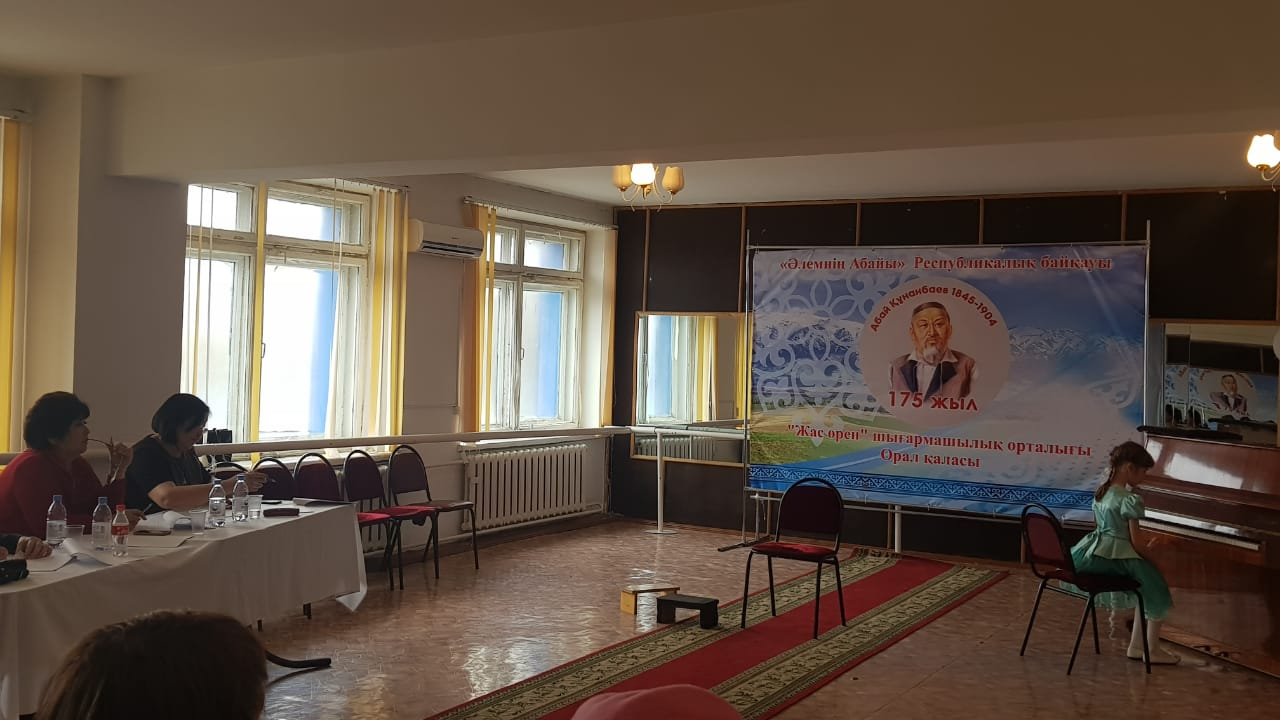 «Әлемнің Абайы» Республикалық байқауы
Абай Құнанбаев 1845-1904
175 жыл
"Жас өрен" шығармашылық орталығы
Орал қаласы